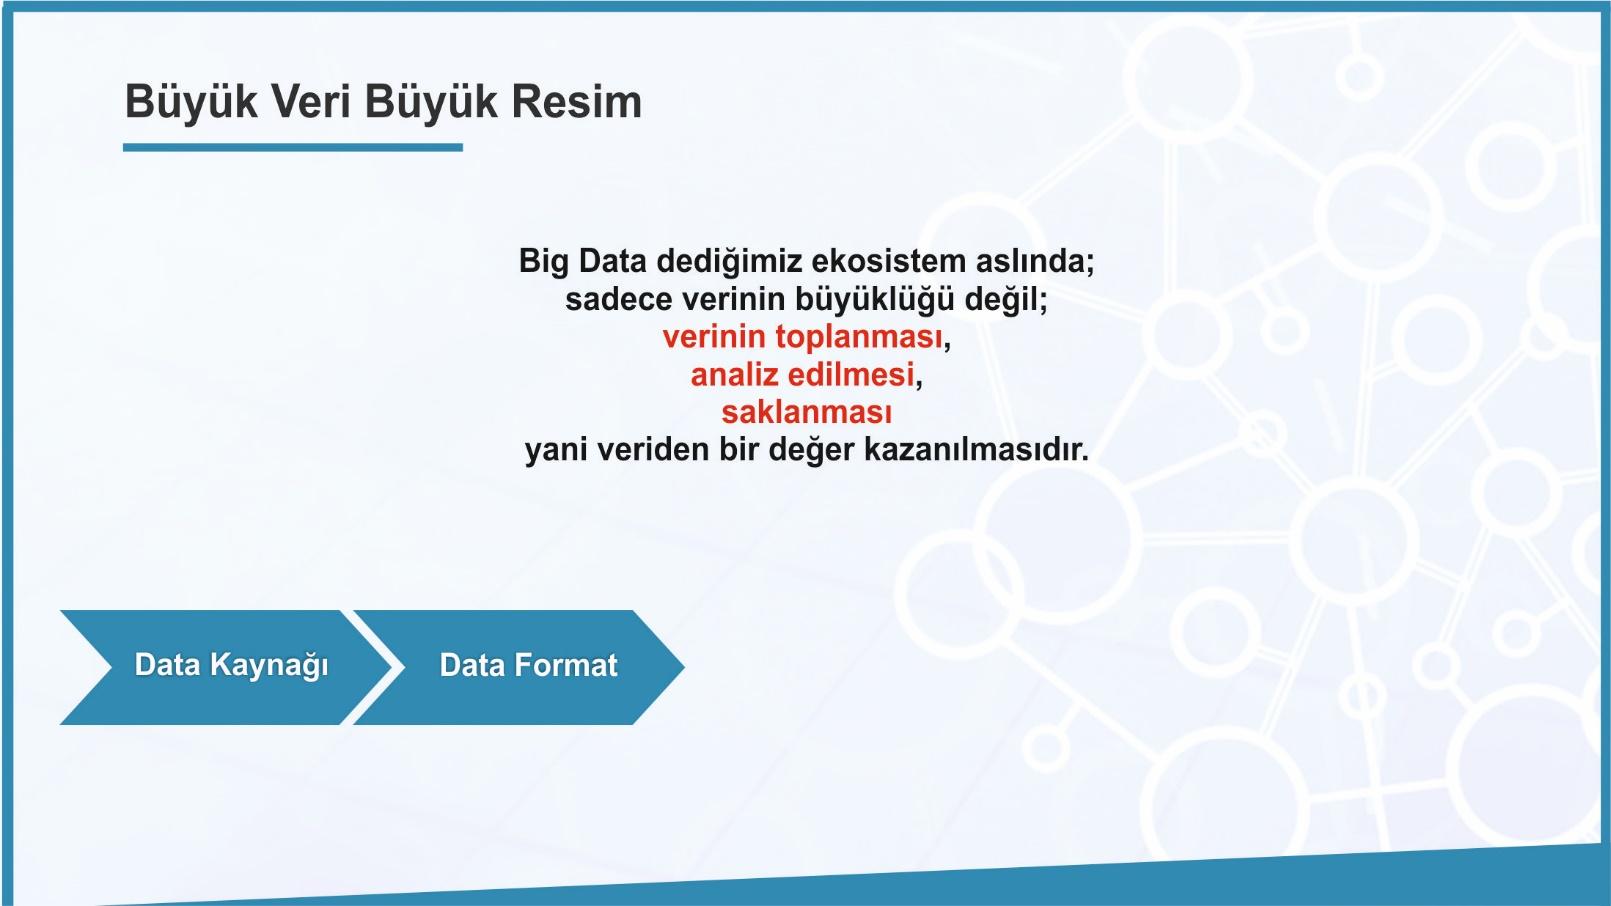 Büyük Veri Büyük Resim
Big Data dediğimiz ekosistem aslında;
sadece verinin büyüklüğü değil;
verinin toplanması,
analiz edilmesi,
saklanması
yani veriden bir değer kazanılmasıdır.
Data Kaynağı
Data Format